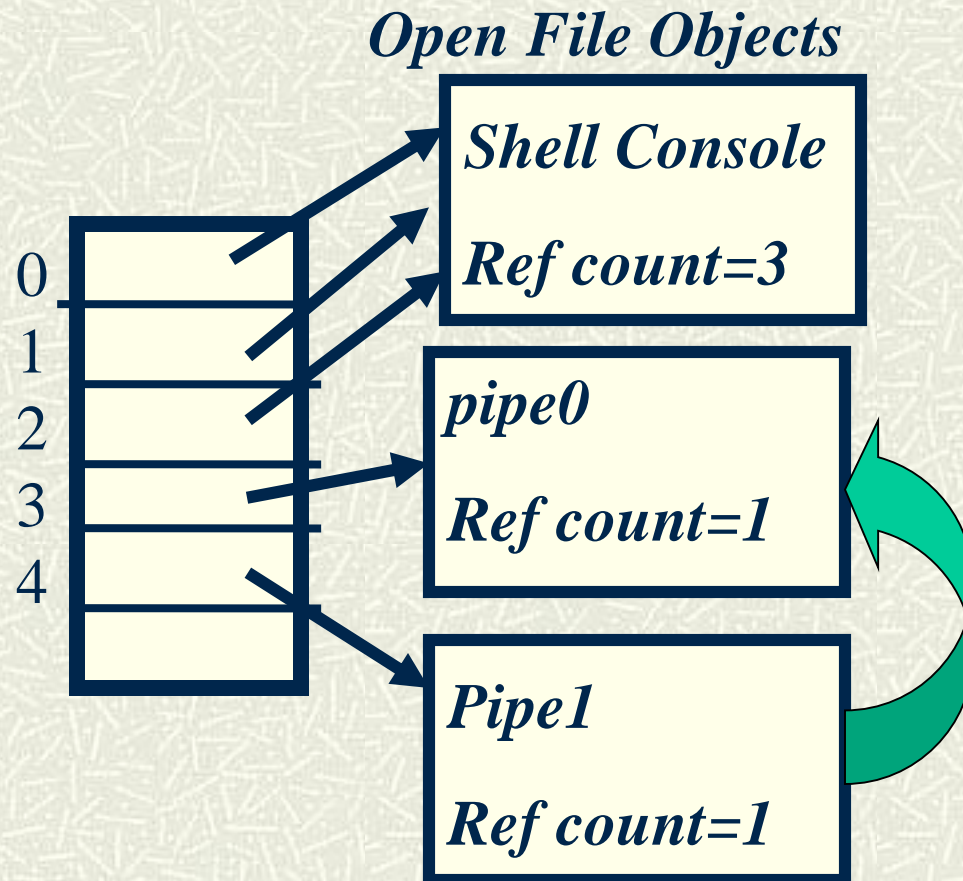 Open File Objects
Shell Console
Ref count=3
0
1
2
3
4
pipe0
Ref count=1
Pipe1
Ref count=1